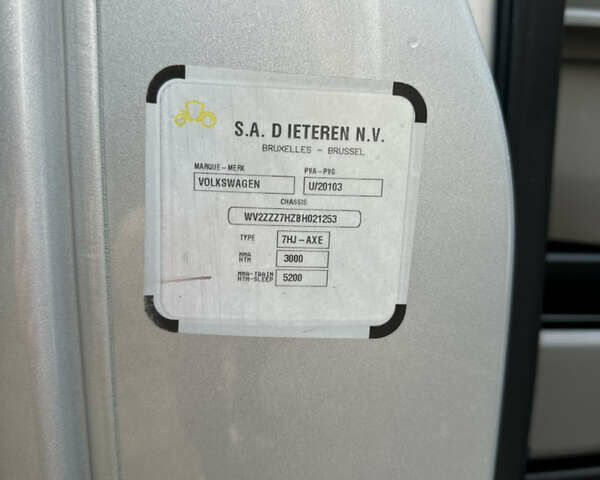 S.A. D IETEREN N.V.
BRUXELLES - BRUSSEL
MARQUE-MERK PVA-PVG
VOLKSWAGEN U/20103
CHASSIS
WV2ZZZ7HZBH021253
TYPE 7HJ-AXE
MMA
MTM 3000
MMA-TRAIN
MTM-SLEEP 5200